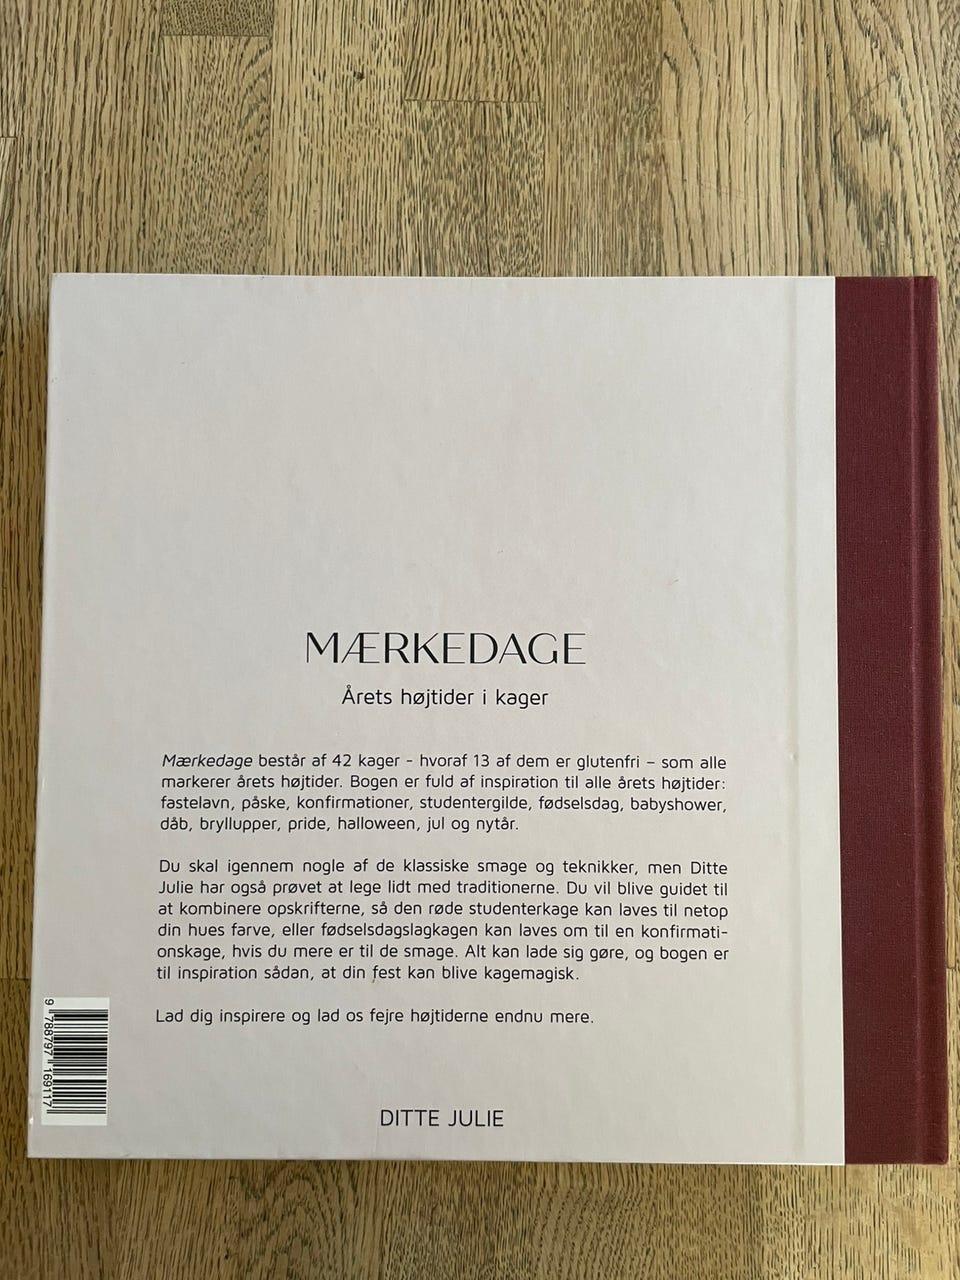 MÆRKEDAGE
Årets højtider i kager
Mærkedage består af 42 kager - hvoraf 13 af dem er glutenfri – som alle
markerer årets højtider. Bogen er fuld af inspiration til alle årets højtider:
fastelavn, påske, konfirmationer, studentergilde, fødselsdag, babyshower,
dåb, bryllupper, pride, halloween, jul og nytår.
Du skal igennem nogle af de klassiske smage og teknikker, men Ditte
Julie har også prøvet at lege lidt med traditionerne. Du vil blive guidet til
at kombinere opskrifterne, så den røde studenterkage kan laves til netop
din hues farve, eller fødselsdagslagkagen kan laves om til en konfirmati-
onskage, hvis du mere er til de smage. Alt kan lade sig gøre, og bogen er
til inspiration sådan, at din fest kan blive kagemagisk.
Lad dig inspirere og lad os fejre højtiderne endnu mere.
9 788797 169117
DITTE JULIE